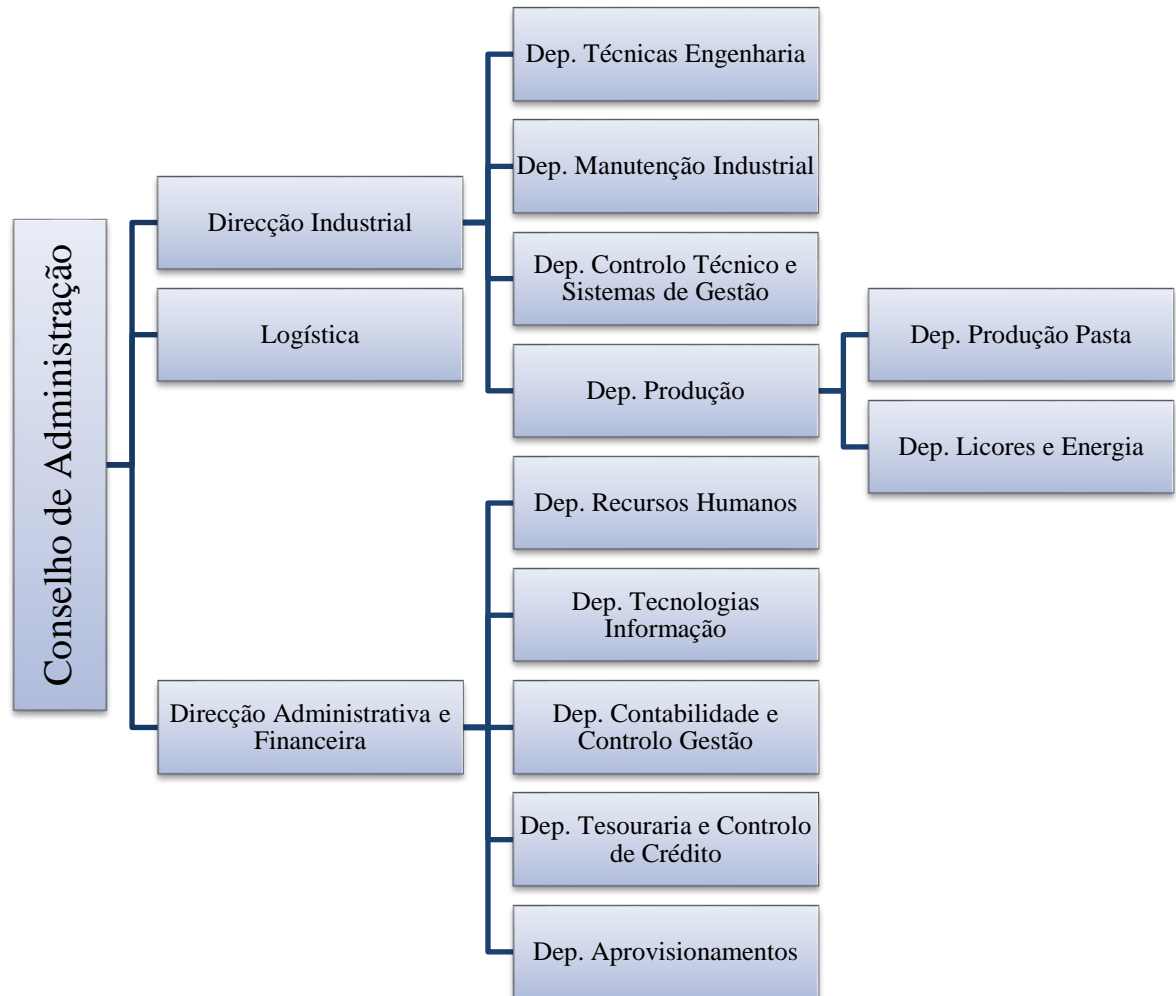 Conselho de Administração
Direcção Industrial
Dep. Técnicas Engenharia
Dep. Manutenção Industrial
Dep. Controlo Técnico e
Sistemas de Gestão
Dep. Produção
Dep. Produção Pasta
Dep. Licores e Energia
Logística
Direcção Administrativa e
Financeira
Dep. Recursos Humanos
Dep. Tecnologias
Informação
Dep. Contabilidade e
Controlo Gestão
Dep. Tesouraria e Controlo
de Crédito
Dep. Aprovisionamentos